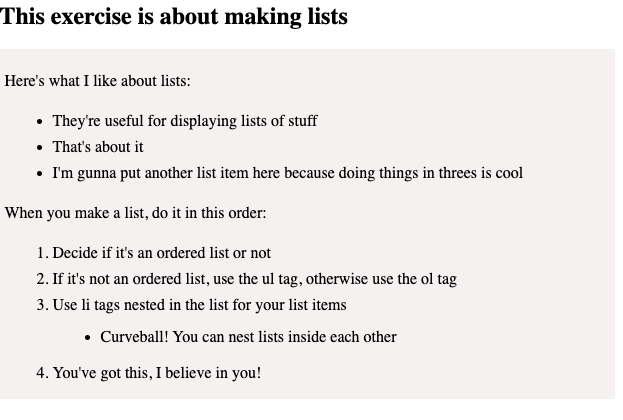 This exercise is about making lists
Here's what I like about lists:
• They're useful for displaying lists of stuff
• That's about it
• I'm gunna put another list item here because doing things in threes is cool
When you make a list, do it in this order:
1. Decide if it's an ordered list or not
2. If it's not an ordered list, use the ul tag, otherwise use the ol tag
3. Use li tags nested in the list for your list items
• Curveball! You can nest lists inside each other
4. You've got this, I believe in you!